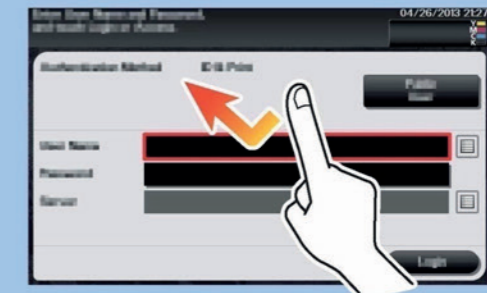 Enter User Name and Password,
and touch Login or Access.
04/26/2013 21:27
Y
M
C
K
Authentication Method
ID & Print
Public
User
User Name
Password
Server
Login